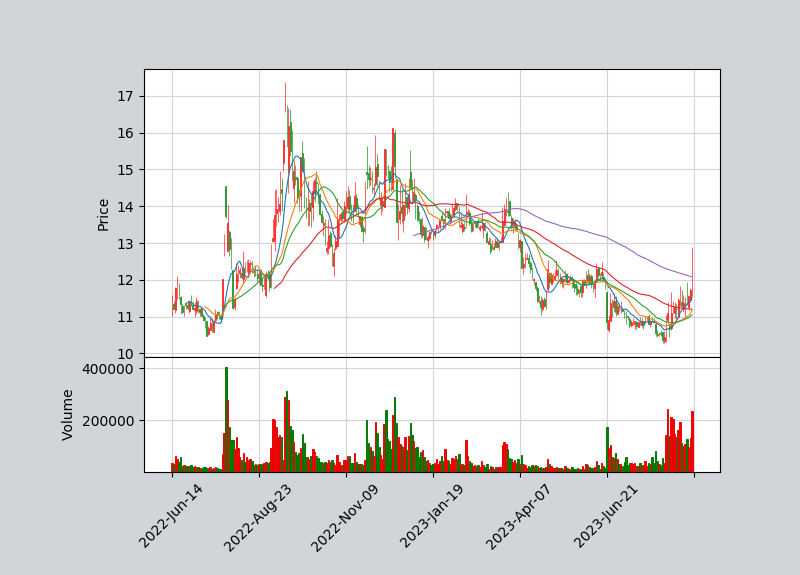 Price
17
16
15
14
13
12
11
10
Volume
400000
200000
2022-Jun-14
2022-Aug-23
2022-Nov-09
2023-Jan-19
2023-Apr-07
2023-Jun-21